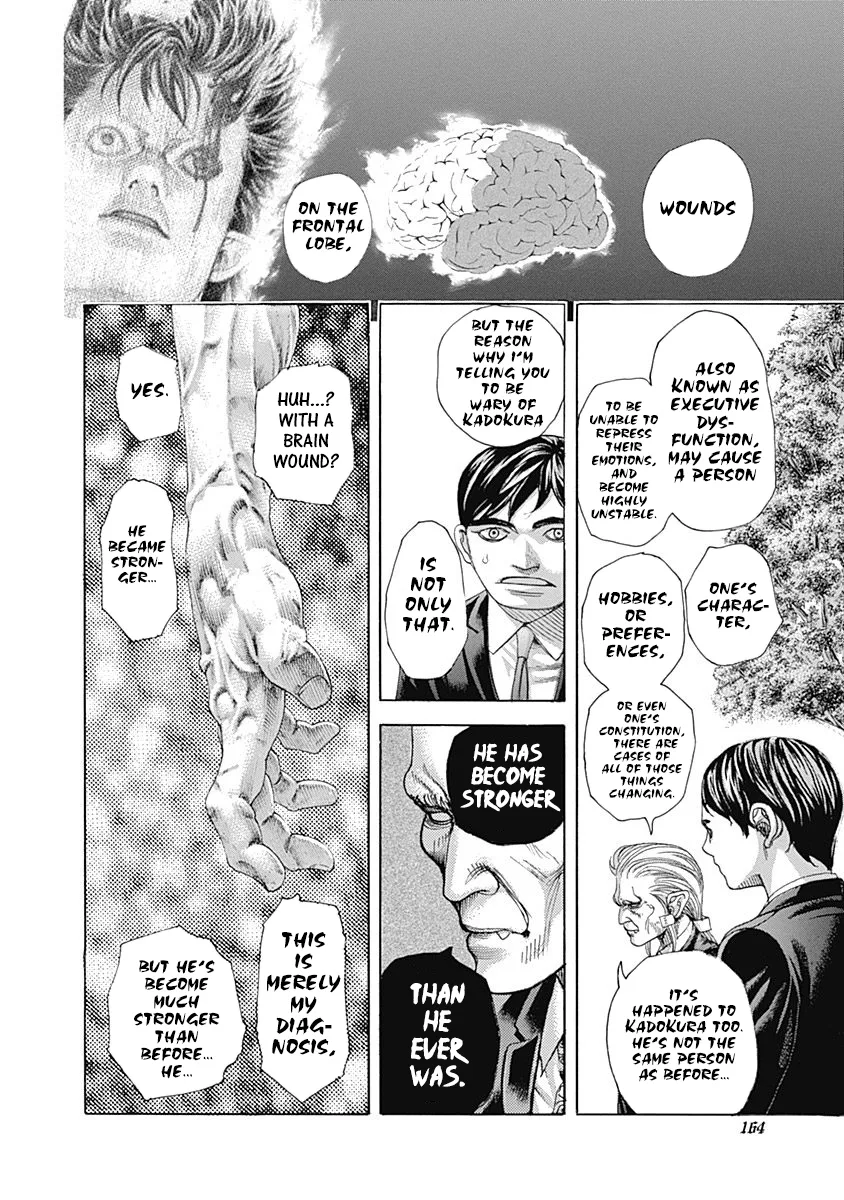 WOUNDS
ON THE
FRONTAL
LOBE,
ALSO
KNOWN AS
EXECUTIVE
DYS-
FUNCTION,
MAY CAUSE
A PERSON
TO BE
UNABLE TO
REPRESS
THEIR
EMOTIONS,
AND
BECOME
HIGHLY
UNSTABLE.
ONE'S
CHARAC-
TER,
HOBBIES,
OR
PREFER-
ENCES,
OR EVEN
ONE'S
CONSTITUTION,
THERE ARE
CASES OF
ALL OF THOSE
THINGS
CHANGING.
IT'S
HAPPENED TO
KADOKURA TOO.
HE'S NOT THE
SAME PERSON
AS BEFORE...
BUT THE
REASON
WHY I'M
TELLING YOU
TO BE
WARY OF
KADOKURA
IS
NOT
ONLY
THAT.
HE HAS
BECOME
STRONGER
THAN
HE
EVER
WAS.
HUH...?
WITH A
BRAIN
WOUND?
YES.
HE
BECAME
STRON-
GER...
THIS
IS
MERELY
MY
DIAG-
NOSIS,
BUT HE'S
BECOME
MUCH
STRONGER
THAN
BEFORE...
HE...
164